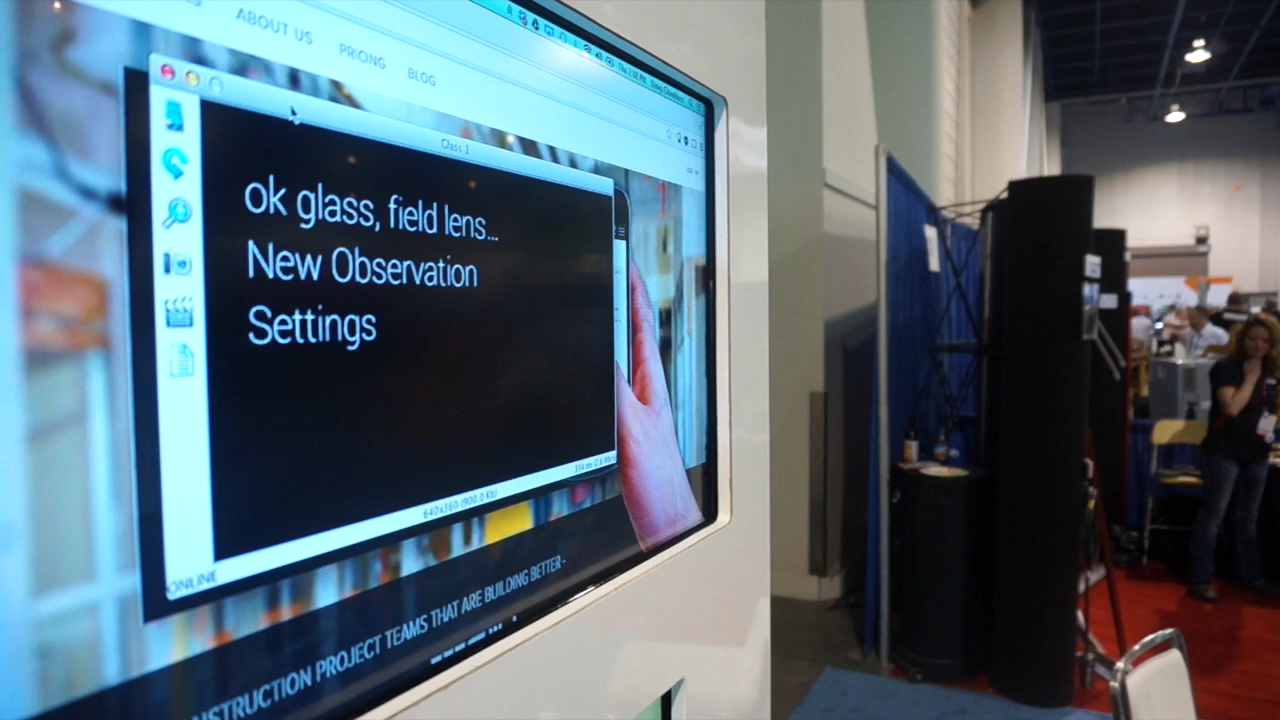 ABOUT US
PRICING
BLOG
Glass 1
ok glass, field lens...
New Observation
Settings
640x360 (900.0 Kb)
ONLINE
NSTRUCTION PROJECT TEAMS THAT ARE BUILDING BETTER -